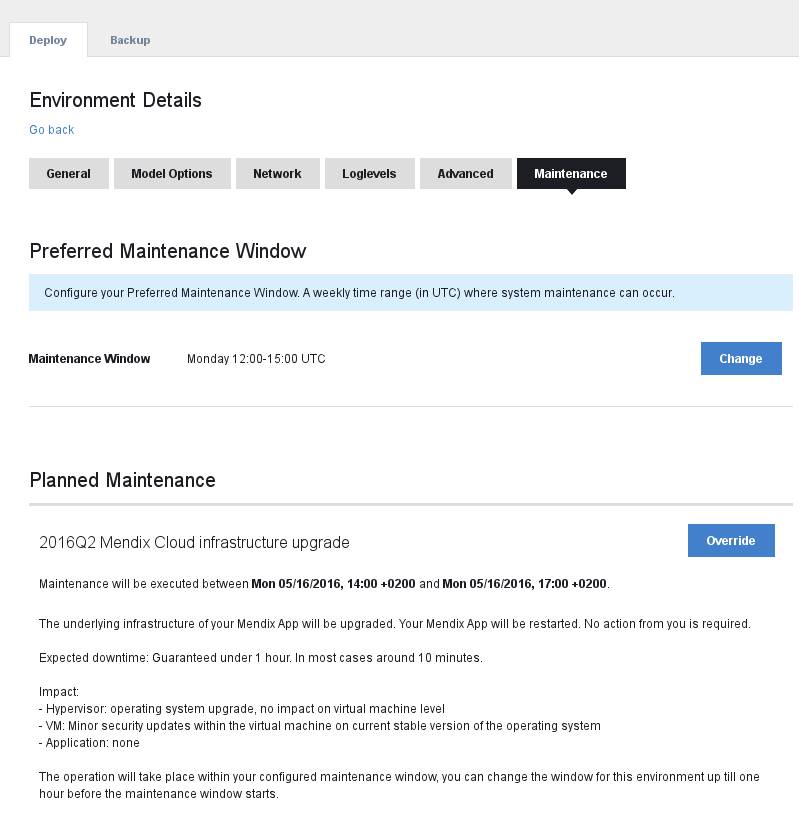 Deploy Backup
Environment Details
Go back
General Model Options Network Loglevels Advanced Maintenance
Preferred Maintenance Window
Configure your Preferred Maintenance Window. A weekly time range (in UTC) where system maintenance can occur.
Maintenance Window Monday 12:00-15:00 UTC Change
Planned Maintenance
2016Q2 Mendix Cloud infrastructure upgrade Override
Maintenance will be executed between Mon 05/16/2016, 14:00 +0200 and Mon 05/16/2016, 17:00 +0200.
The underlying infrastructure of your Mendix App will be upgraded. Your Mendix App will be restarted. No action from you is required.
Expected downtime: Guaranteed under 1 hour. In most cases around 10 minutes.
Impact:
- Hypervisor: operating system upgrade, no impact on virtual machine level
- VM: Minor security updates within the virtual machine on current stable version of the operating system
- Application: none
The operation will take place within your configured maintenance window, you can change the window for this environment up till one
hour before the maintenance window starts.